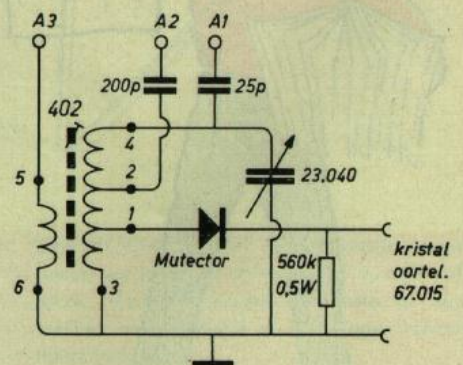 A3 A2 A1
200p 25p
402
4
5 2 23.040
1
Mutector
560k
0,5W
kristal
oortel.
67.015
6 3